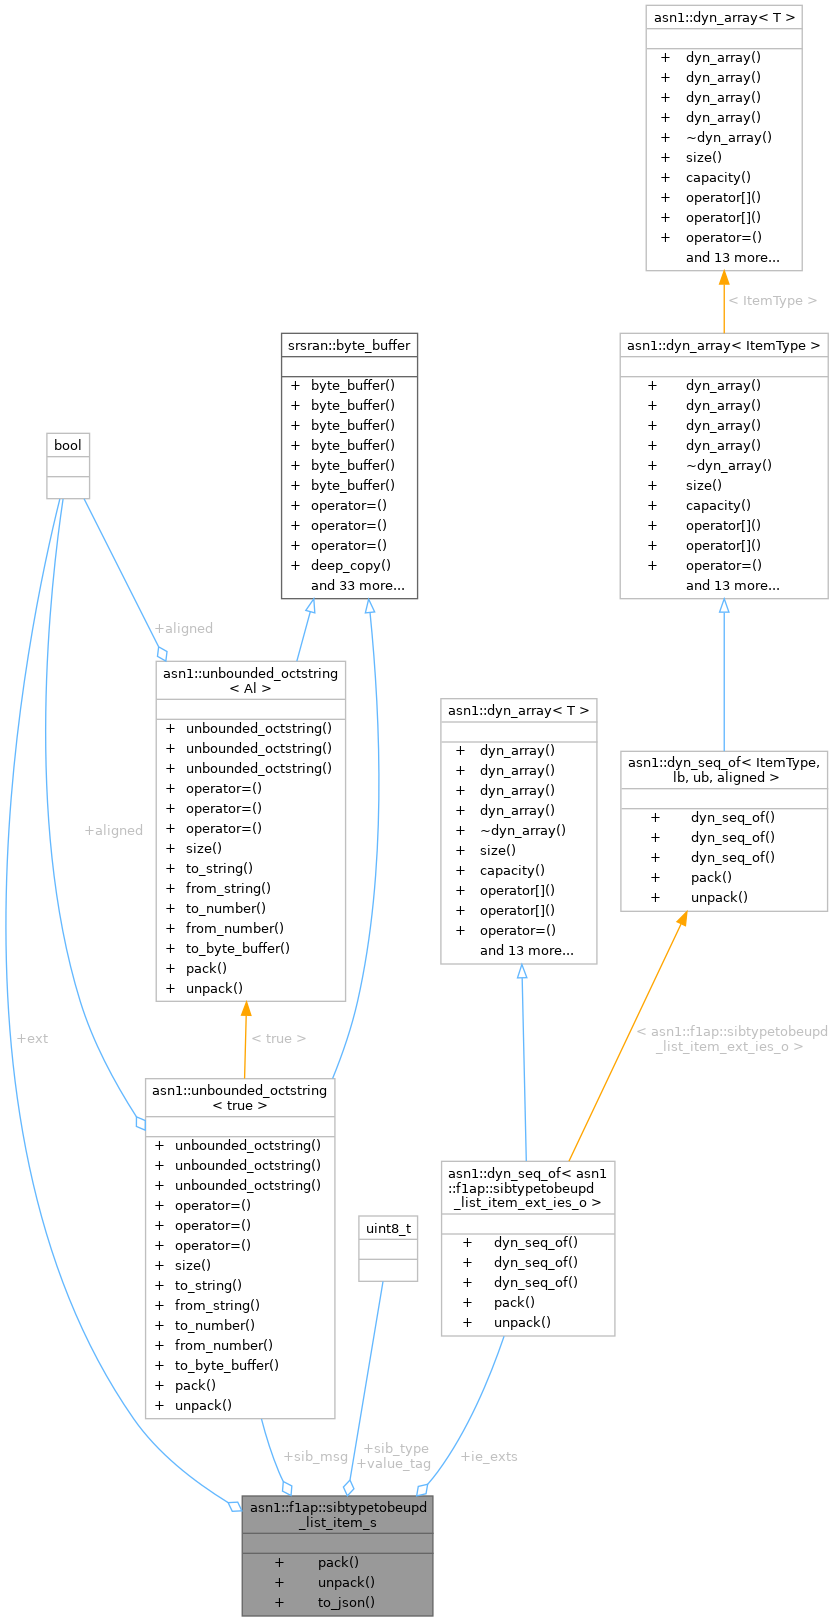 asn1::dyn_array< T >
+ dyn_array()
+ dyn_array()
+ dyn_array()
+ dyn_array()
+ ~dyn_array()
+ size()
+ capacity()
+ operator[]()
+ operator[]()
+ operator=()
and 13 more...
< ItemType >
srsran::byte_buffer
+ byte_buffer()
+ byte_buffer()
+ byte_buffer()
+ byte_buffer()
+ byte_buffer()
+ byte_buffer()
+ operator=()
+ operator=()
+ operator=()
+ deep_copy()
and 33 more...
asn1::dyn_array< ItemType >
+ dyn_array()
+ dyn_array()
+ dyn_array()
+ dyn_array()
+ ~dyn_array()
+ size()
+ capacity()
+ operator[]()
+ operator[]()
+ operator=()
and 13 more...
bool
+aligned
asn1::unbounded_octstring
< Al >
+ unbounded_octstring()
+ unbounded_octstring()
+ unbounded_octstring()
+ operator=()
+ operator=()
+ operator=()
+ size()
+ to_string()
+ from_string()
+ to_number()
+ from_number()
+ to_byte_buffer()
+ pack()
+ unpack()
asn1::dyn_array< T >
+ dyn_array()
+ dyn_array()
+ dyn_array()
+ dyn_array()
+ ~dyn_array()
+ size()
+ capacity()
+ operator[]()
+ operator[]()
+ operator=()
and 13 more...
asn1::dyn_seq_of< ItemType,
lb, ub, aligned >
+ dyn_seq_of()
+ dyn_seq_of()
+ dyn_seq_of()
+ pack()
+ unpack()
+aligned
+ext
< true >
< asn1::f1ap::sibtypetobeupd
_list_item_ext_ies_o >
asn1::unbounded_octstring
< true >
+ unbounded_octstring()
+ unbounded_octstring()
+ unbounded_octstring()
+ operator=()
+ operator=()
+ operator=()
+ size()
+ to_string()
+ from_string()
+ to_number()
+ from_number()
+ to_byte_buffer()
+ pack()
+ unpack()
uint8_t
asn1::dyn_seq_of< asn1
::f1ap::sibtypetobeupd
_list_item_ext_ies_o >
+ dyn_seq_of()
+ dyn_seq_of()
+ dyn_seq_of()
+ pack()
+ unpack()
+sib_msg
+sib_type
+value_tag
+ie_exts
asn1::f1ap::sibtypetobeupd
_list_item_s
+ pack()
+ unpack()
+ to_json()